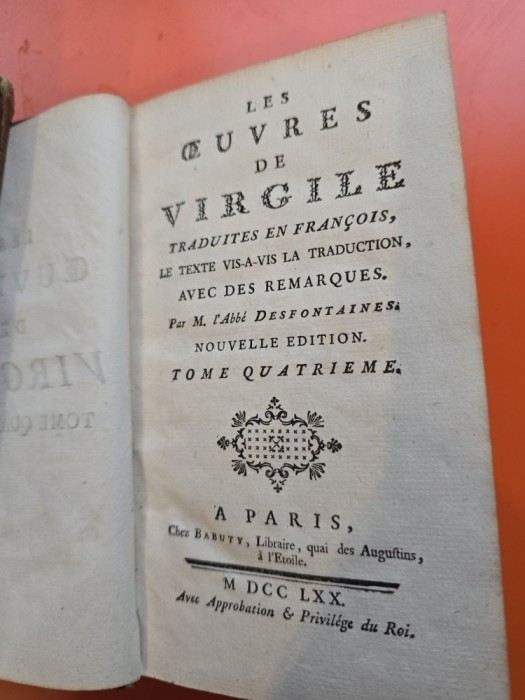 LES
ŒUVRES
DE
VIRGILE
TRADUITES EN FRANÇOIS,
LE TEXTE VIS-A-VIS LA TRADUCTION,
AVEC DES REMARQUES.
Par M. l'Abbé DESFONTAINES.
NOUVELLE EDITION.
TOME QUATRIEME.
A PARIS,
Chez BABUTY, Libraire, quai des Augustins,
à l'Etoile.
M DCC LXX.
Avec Approbation & Privilége du Roi.